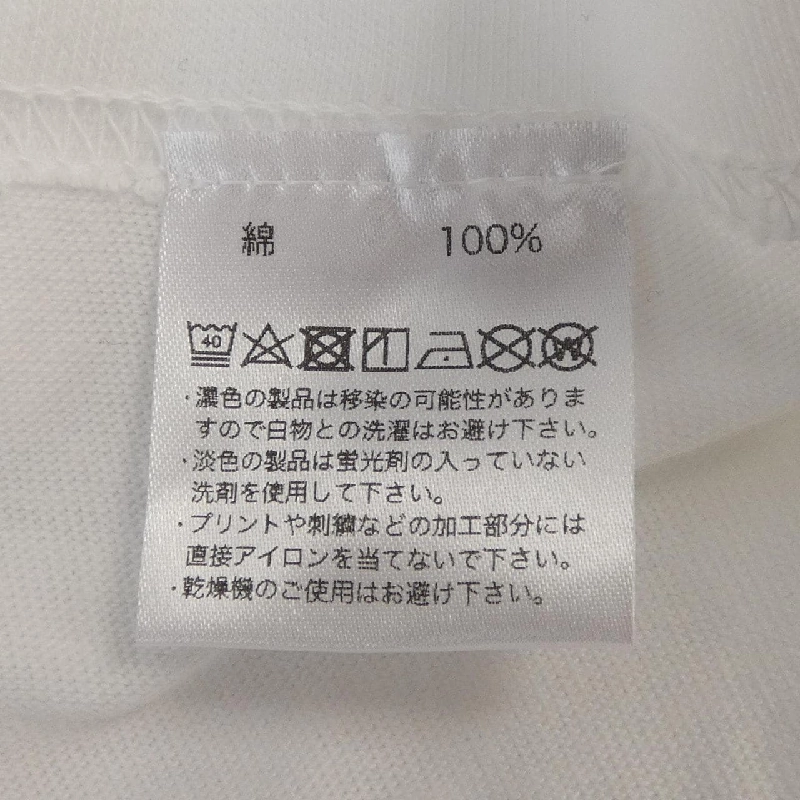 綿 100%
40
W
・濃色の製品は移染の可能性がありま
すので白物との洗濯はお避け下さい。
・淡色の製品は蛍光剤の入っていない
洗剤を使用して下さい。
・プリントや刺繍などの加工部分には
直接アイロンを当てないで下さい。
・乾燥機のご使用はお避け下さい。